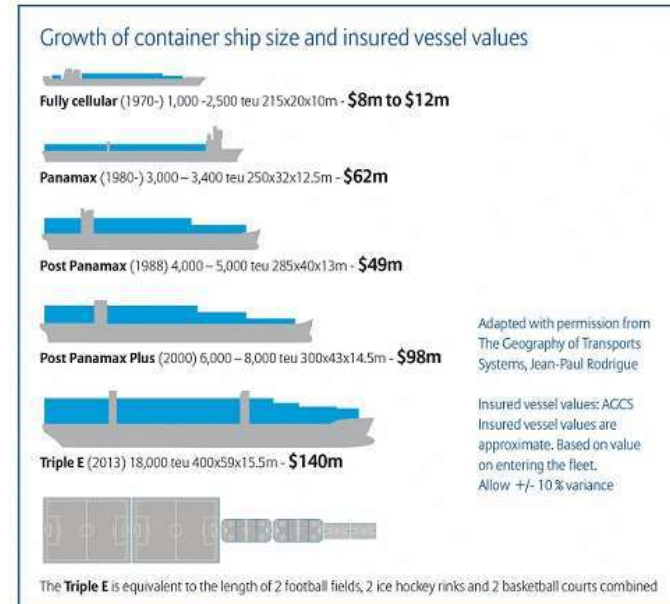 Growth of container ship size and insured vessel values
Fully cellular (1970-) 1,000 -2,500 teu 215x20x10m - $8m to $12m
Panamax (1980-) 3,000 – 3,400 teu 250x32x12.5m - $62m
Post Panamax (1988) 4,000 – 5,000 teu 285x40x13m - $49m
Post Panamax Plus (2000) 6,000 – 8,000 teu 300x43x14.5m - $98m
Triple E (2013) 18,000 teu 400x59x15.5m - $140m
Adapted with permission from
The Geography of Transports
Systems, Jean-Paul Rodrigue
Insured vessel values: AGCS
Insured vessel values are
approximate. Based on value
on entering the fleet.
Allow +/- 10 % variance
The Triple E is equivalent to the length of 2 football fields, 2 ice hockey rinks and 2 basketball courts combined